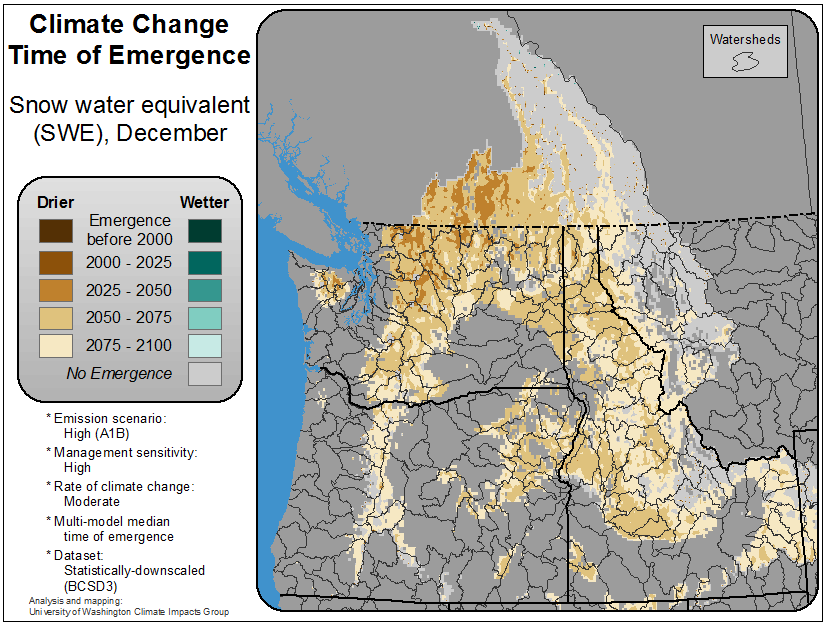 Climate Change
Time of Emergence
Snow water equivalent
(SWE), December
Drier
Wetter
Emergence
before 2000
2000 - 2025
2025 - 2050
2050 - 2075
2075 - 2100
No Emergence
* Emission scenario:
High (A1B)
* Management sensitivity:
High
* Rate of climate change:
Moderate
* Multi-model median
time of emergence
* Dataset:
Statistically-downscaled
(BCSD3)
Analysis and mapping:
University of Washington Climate Impacts Group
Watersheds